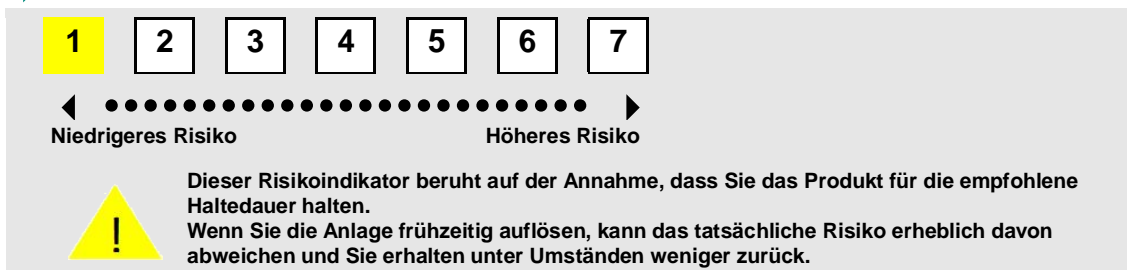 1 2 3 4 5 6 7
Niedrigeres Risiko Höheres Risiko
Dieser Risikoindikator beruht auf der Annahme, dass Sie das Produkt für die empfohlene
Haltedauer halten.
! Wenn Sie die Anlage frühzeitig auflösen, kann das tatsächliche Risiko erheblich davon
abweichen und Sie erhalten unter Umständen weniger zurück.